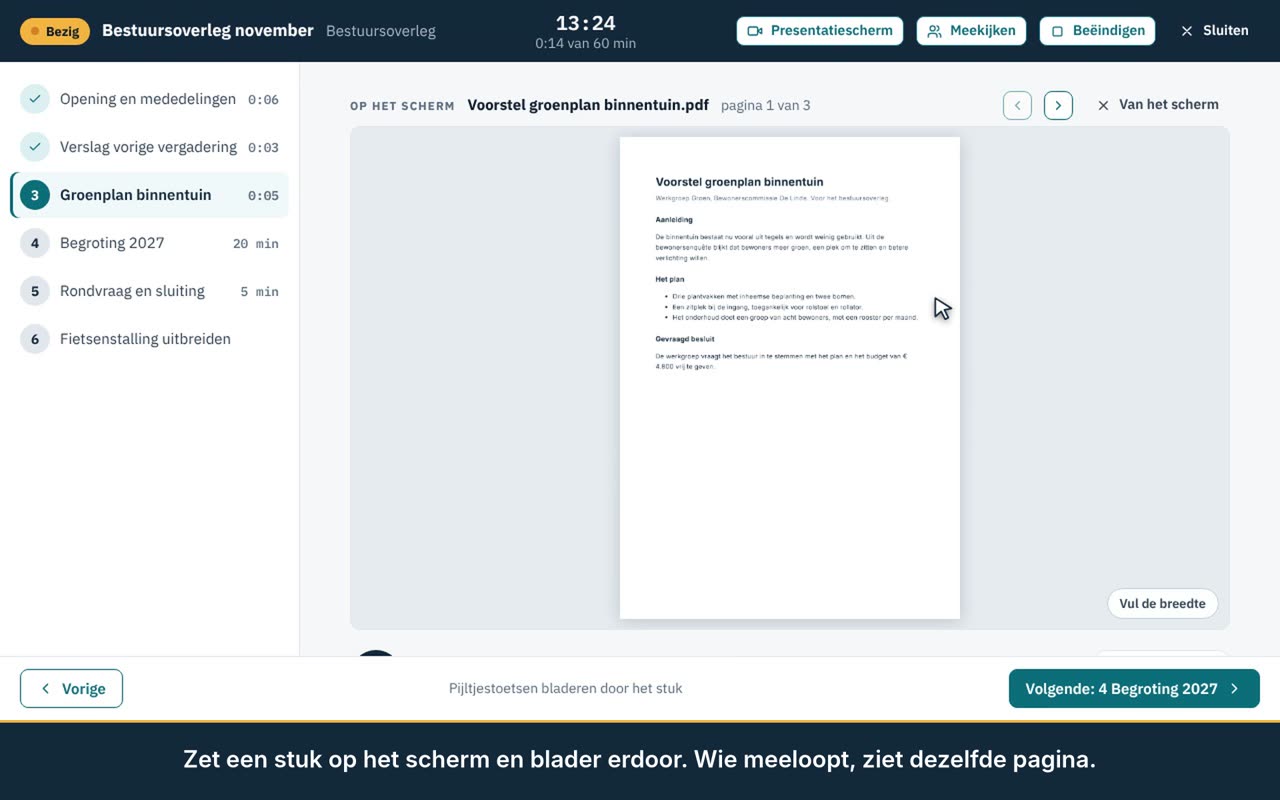 Bezig Bestuursoverleg november Bestuursoverleg
13:24
0:14 van 60 min
Presentatiescherm Meekijken Beëindigen Sluiten
Opening en mededelingen 0:06
Verslag vorige vergadering 0:03
3 Groenplan binnentuin 0:05
4 Begroting 2027 20 min
5 Rondvraag en sluiting 5 min
6 Fietsenstalling uitbreiden
OP HET SCHERM Voorstel groenplan binnentuin.pdf pagina 1 van 3 Van het scherm
Voorstel groenplan binnentuin
Werkgroep Groen, Bewonerscommissie De Linde. Voor het bestuursoverleg.
Aanleiding
De binnentuin bestaat nu vooral uit tegels en wordt weinig gebruikt. Uit de
bewonersenquête blijkt dat bewoners meer groen, een plek om te zitten en betere
verlichting willen.
Het plan
• Drie plantvakken met inheemse beplanting en twee bomen.
• Een zitplek bij de ingang, toegankelijk voor rolstoel en rollator.
• Het onderhoud doet een groep van acht bewoners, met een rooster per maand.
Gevraagd besluit
De werkgroep vraagt het bestuur in te stemmen met het plan en het budget van €
4.800 vrij te geven.
Vul de breedte
Vorige Pijltjestoetsen bladeren door het stuk Volgende: 4 Begroting 2027
Zet een stuk op het scherm en blader erdoor. Wie meeloopt, ziet dezelfde pagina.